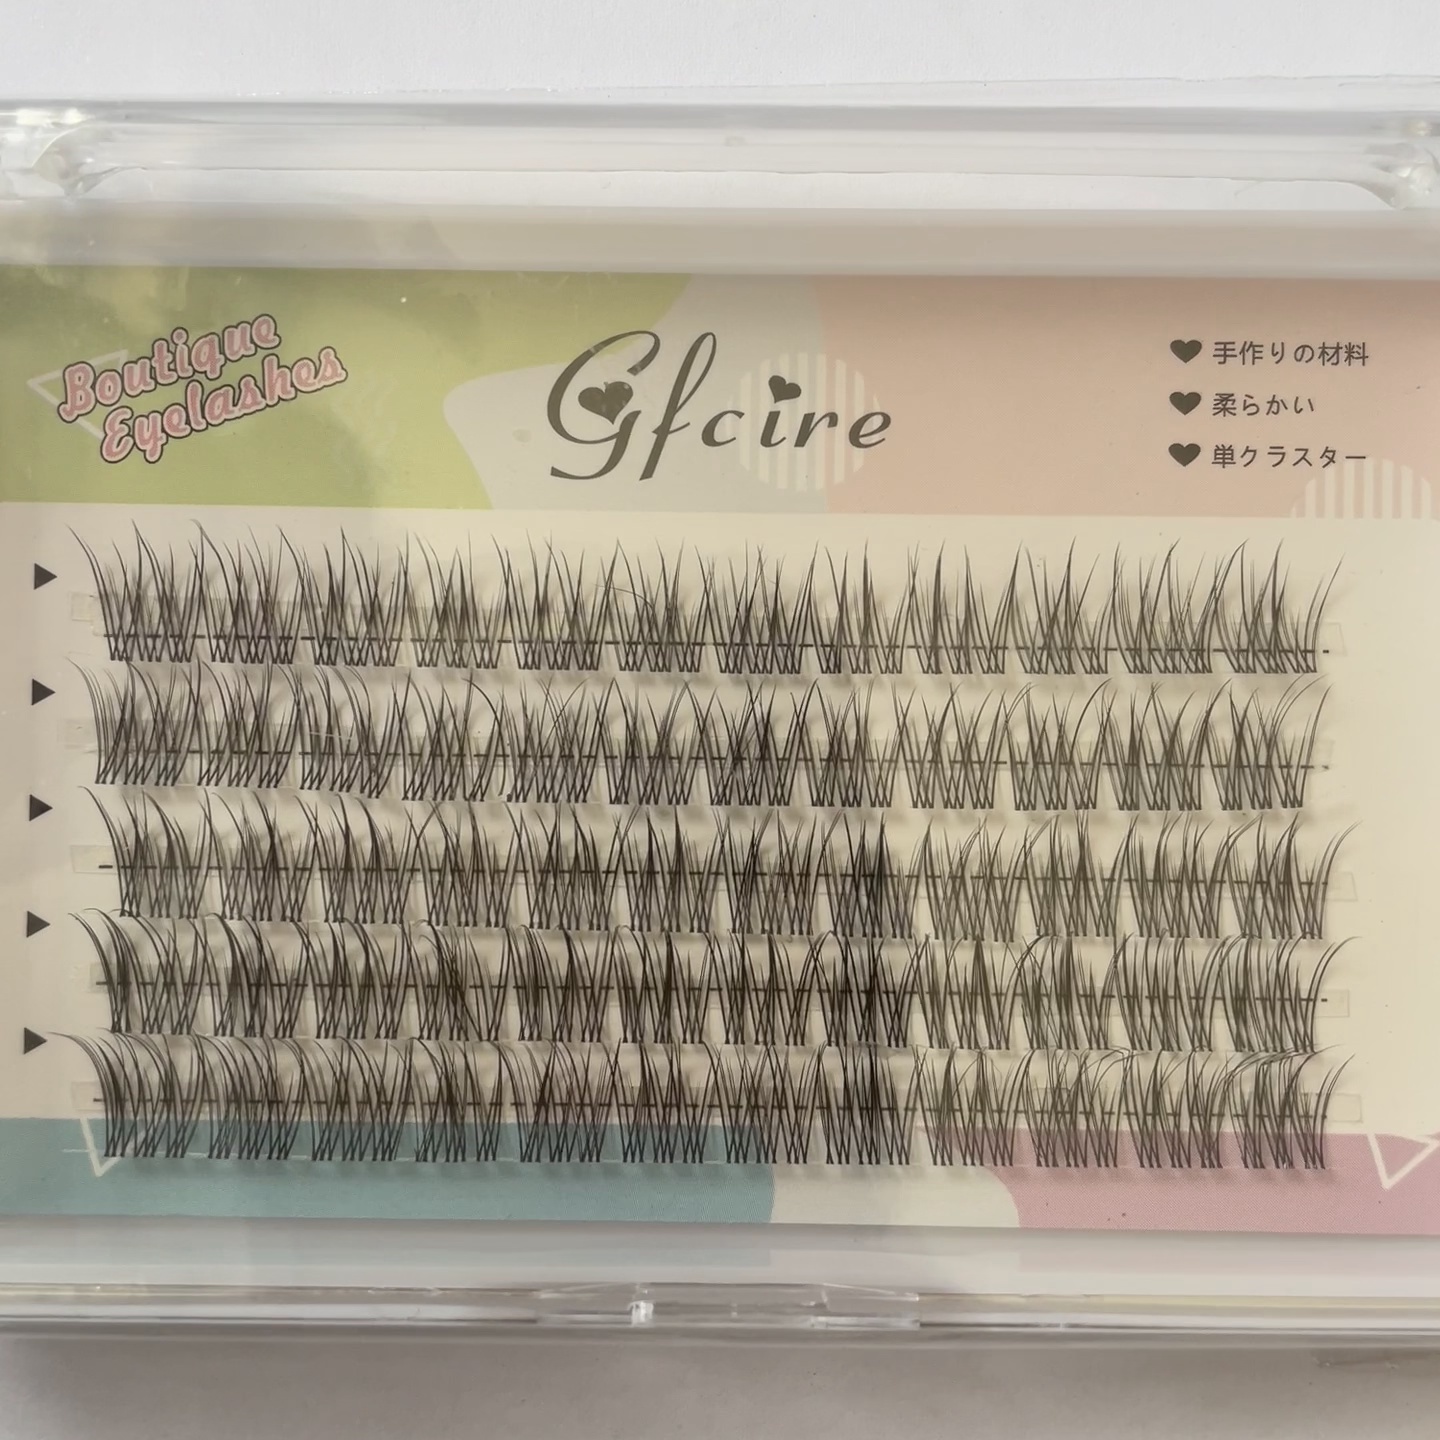 Boutique
Eyelashes
Gfcire
手作りの材料
柔らかい
単クラスター